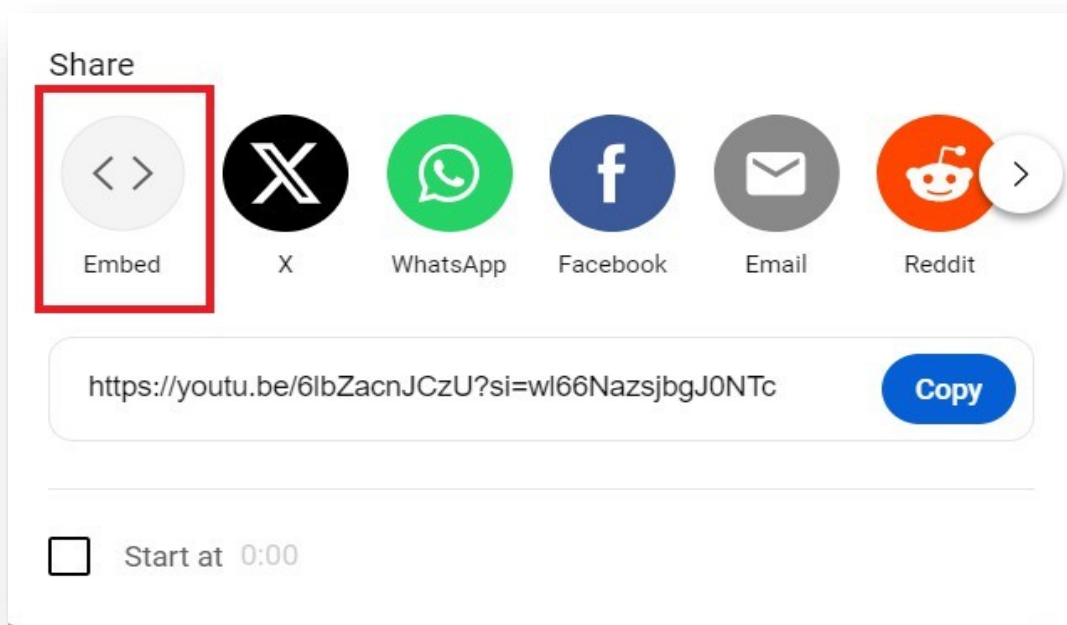 Share
Embed X WhatsApp Facebook Email Reddit
https://youtu.be/6lbZacnJCzU?si=wl66NazsjbgJ0NTc
Copy
Start at 0:00